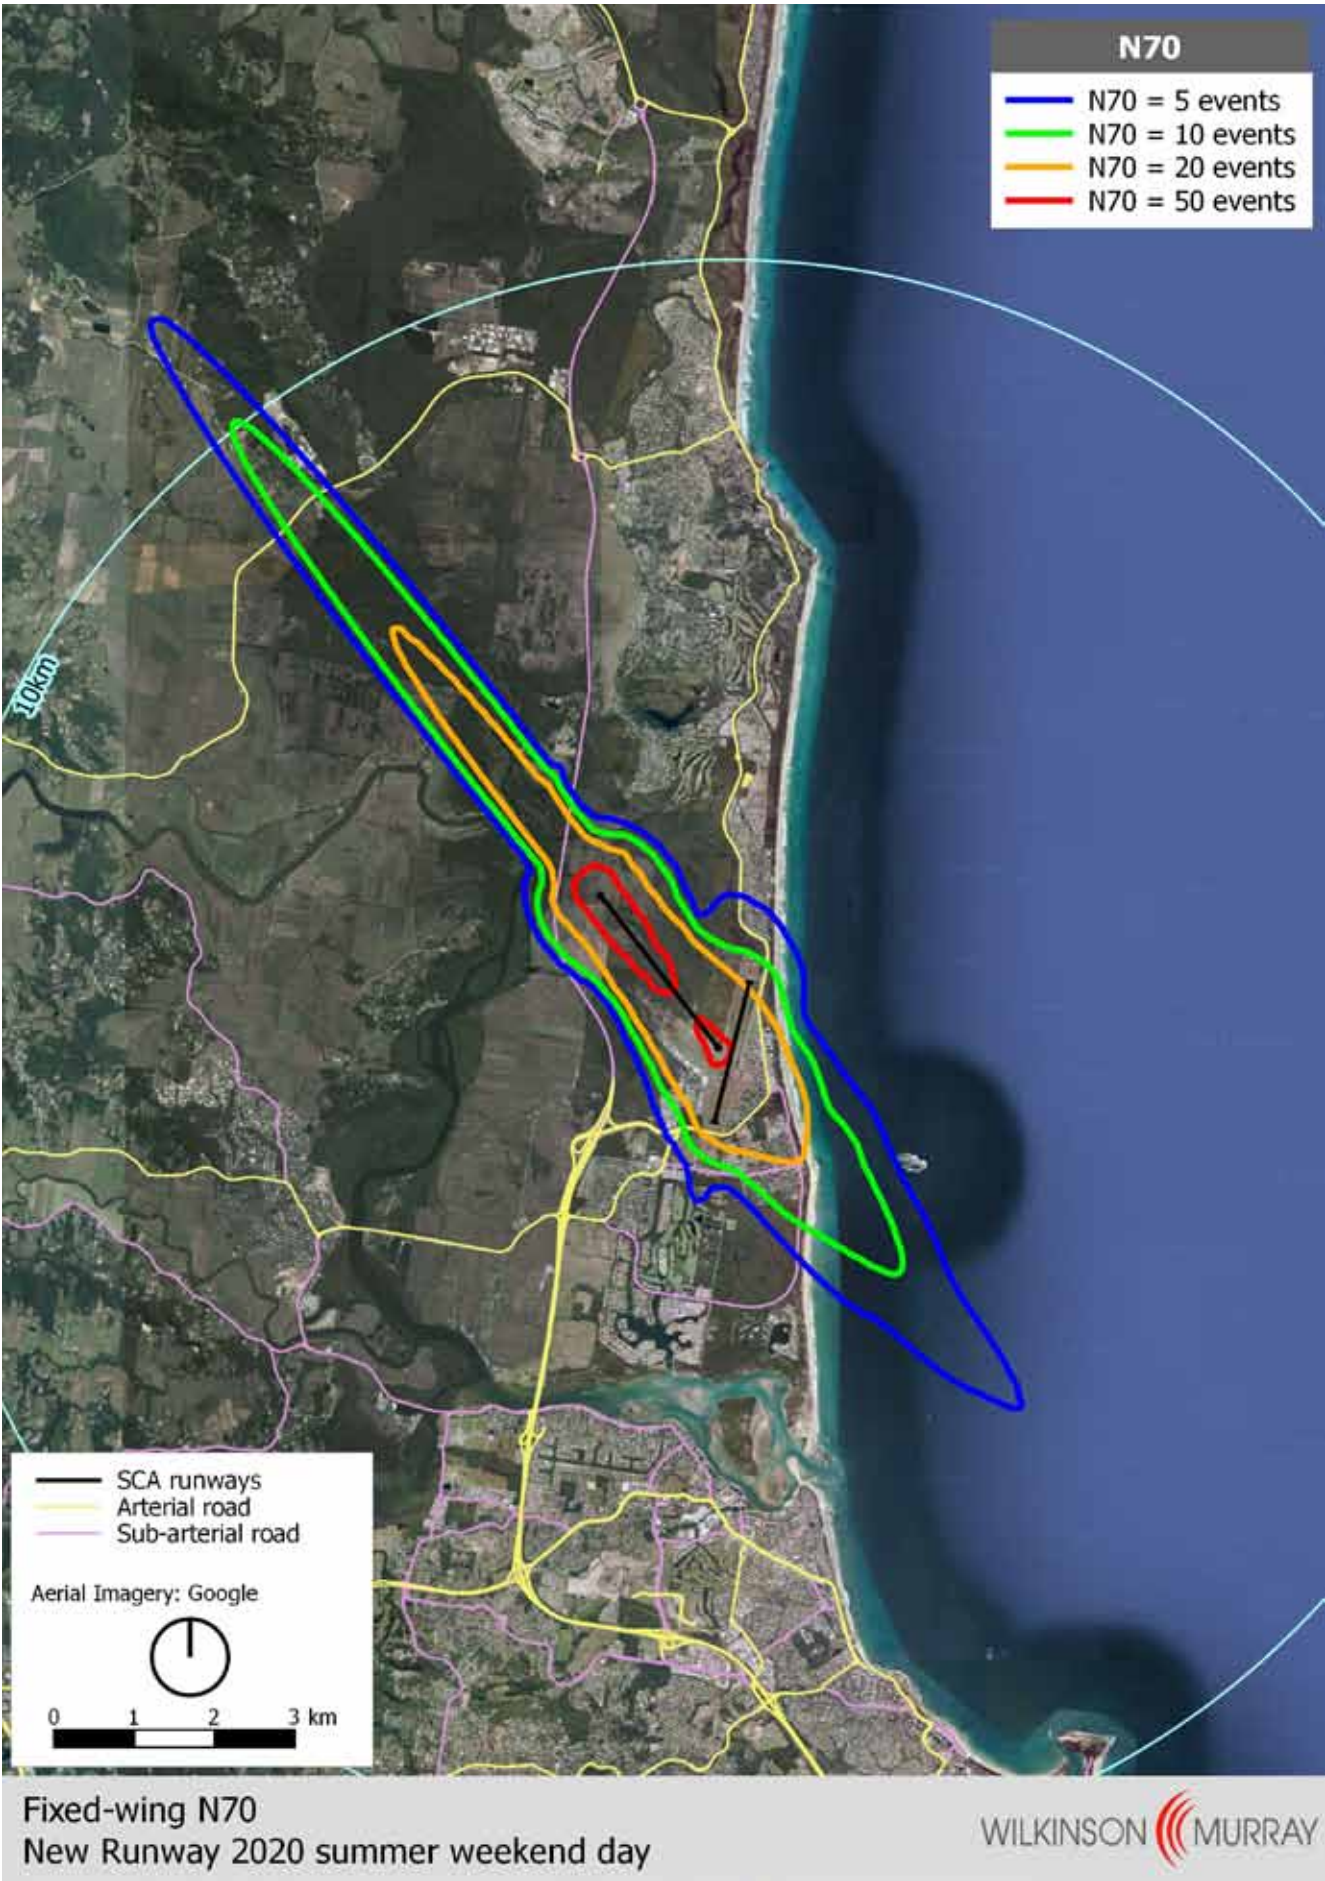 N70
N70 = 5 events
N70 = 10 events
N70 = 20 events
N70 = 50 events
10km
SCA runways
Arterial road
Sub-arterial road
Aerial Imagery: Google
0 1 2 3 km
Fixed-wing N70
New Runway 2020 summer weekend day
WILKINSON MURRAY